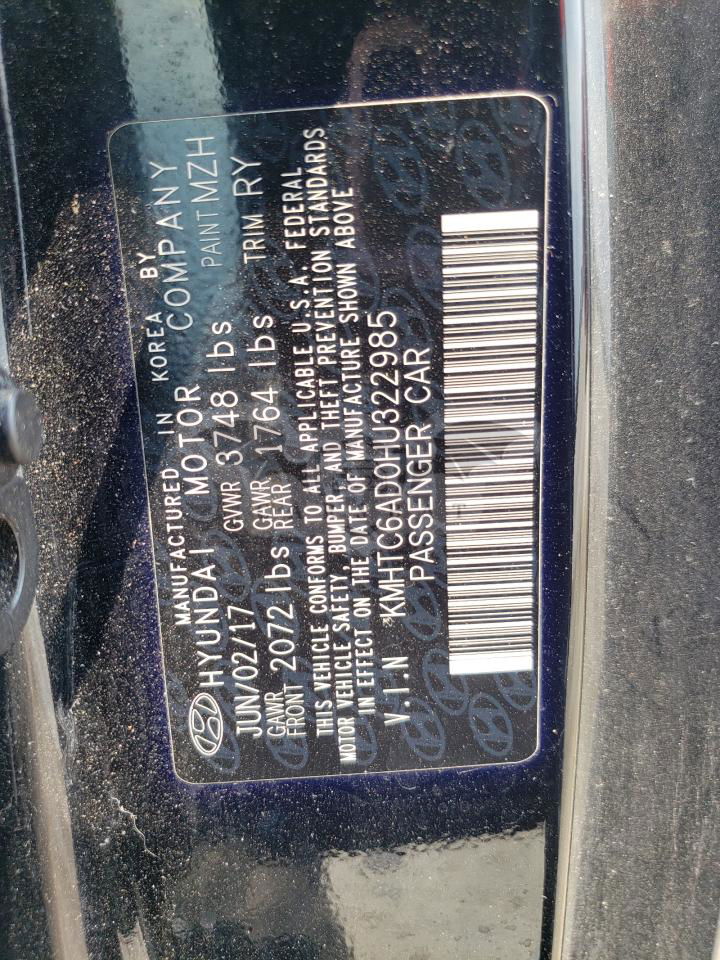 MANUFACTURED IN KOREA BY
HYUNDAI MOTOR COMPANY
JUN/02/17 GVWR 3748 lbs PAINT MZH
GAWR FRONT 2072 lbs GAWR REAR 1764 lbs TRIM RY
THIS VEHICLE CONFORMS TO ALL APPLICABLE U.S.A. FEDERAL
MOTOR VEHICLE SAFETY, BUMPER, AND THEFT PREVENTION STANDARDS
IN EFFECT ON THE DATE OF MANUFACTURE SHOWN ABOVE
V.I.N KMHTC6AD0HU322985
PASSENGER CAR